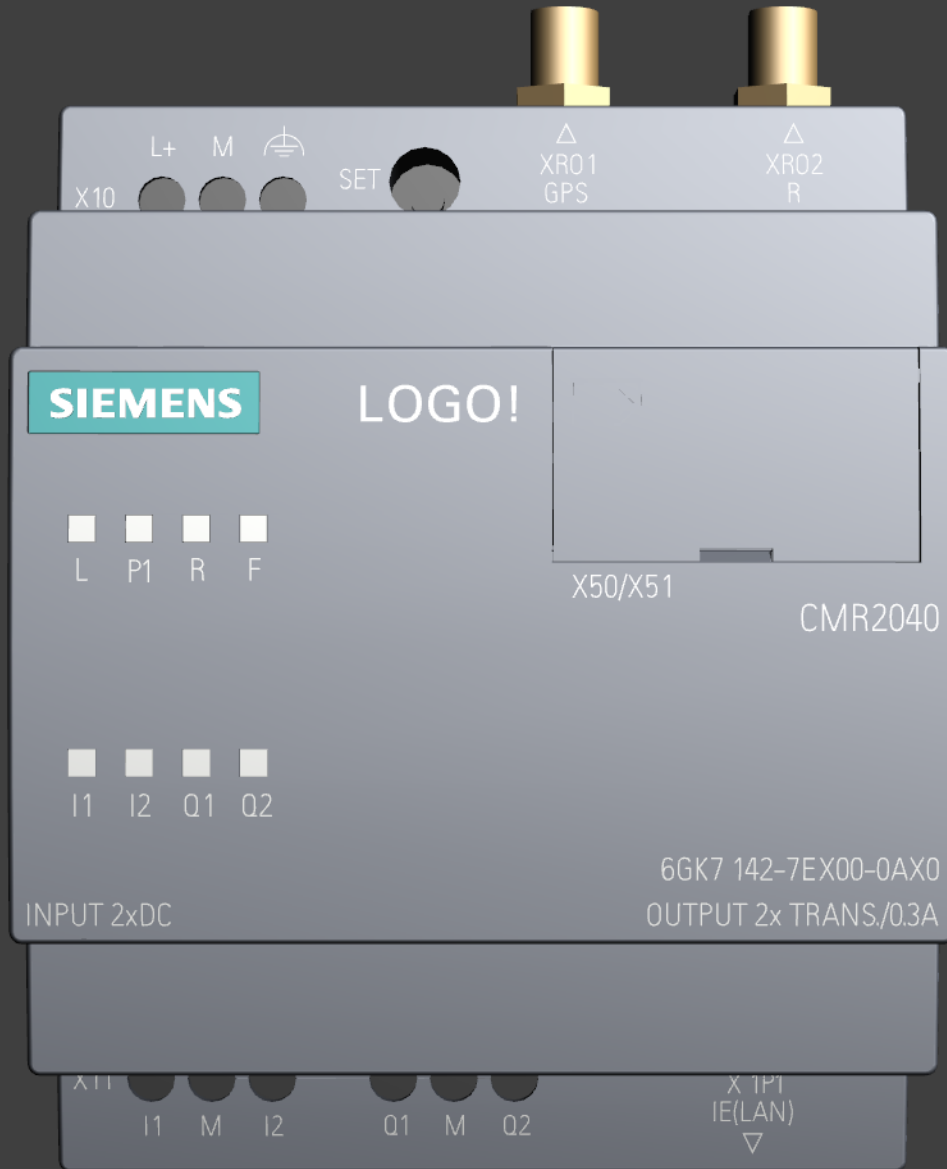 L+ M
SET
X10
XR01
GPS
XR02
R
SIEMENS
LOGO!
L P1 R F
X50/X51
CMR2040
I1 I2 Q1 Q2
6GK7 142-7EX00-0AX0
INPUT 2xDC
OUTPUT 2x TRANS./0.3A
X11
I1 M I2 Q1 M Q2
X 1P1
IE(LAN)